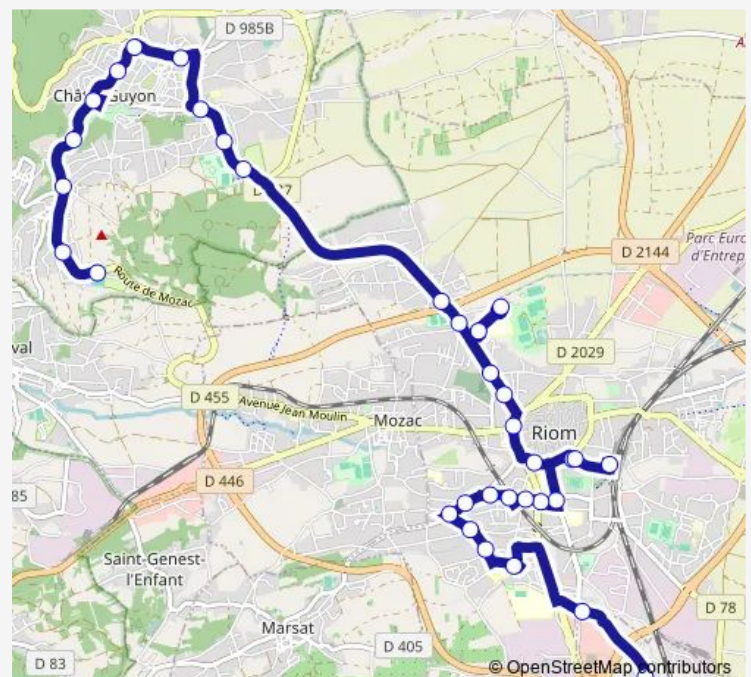 D 985B
A
Châtel-Guyon
D 227
Parc Euro
d'Entrep
D 2144
Route de Mozac
val
D 2029
D 455
Avenue Jean Moulin
Mozac
Riom
D 446
85
Saint-Genest-
l'Enfant
D 78
Marsat
D 405
D 83
© OpenStreetMap contributors